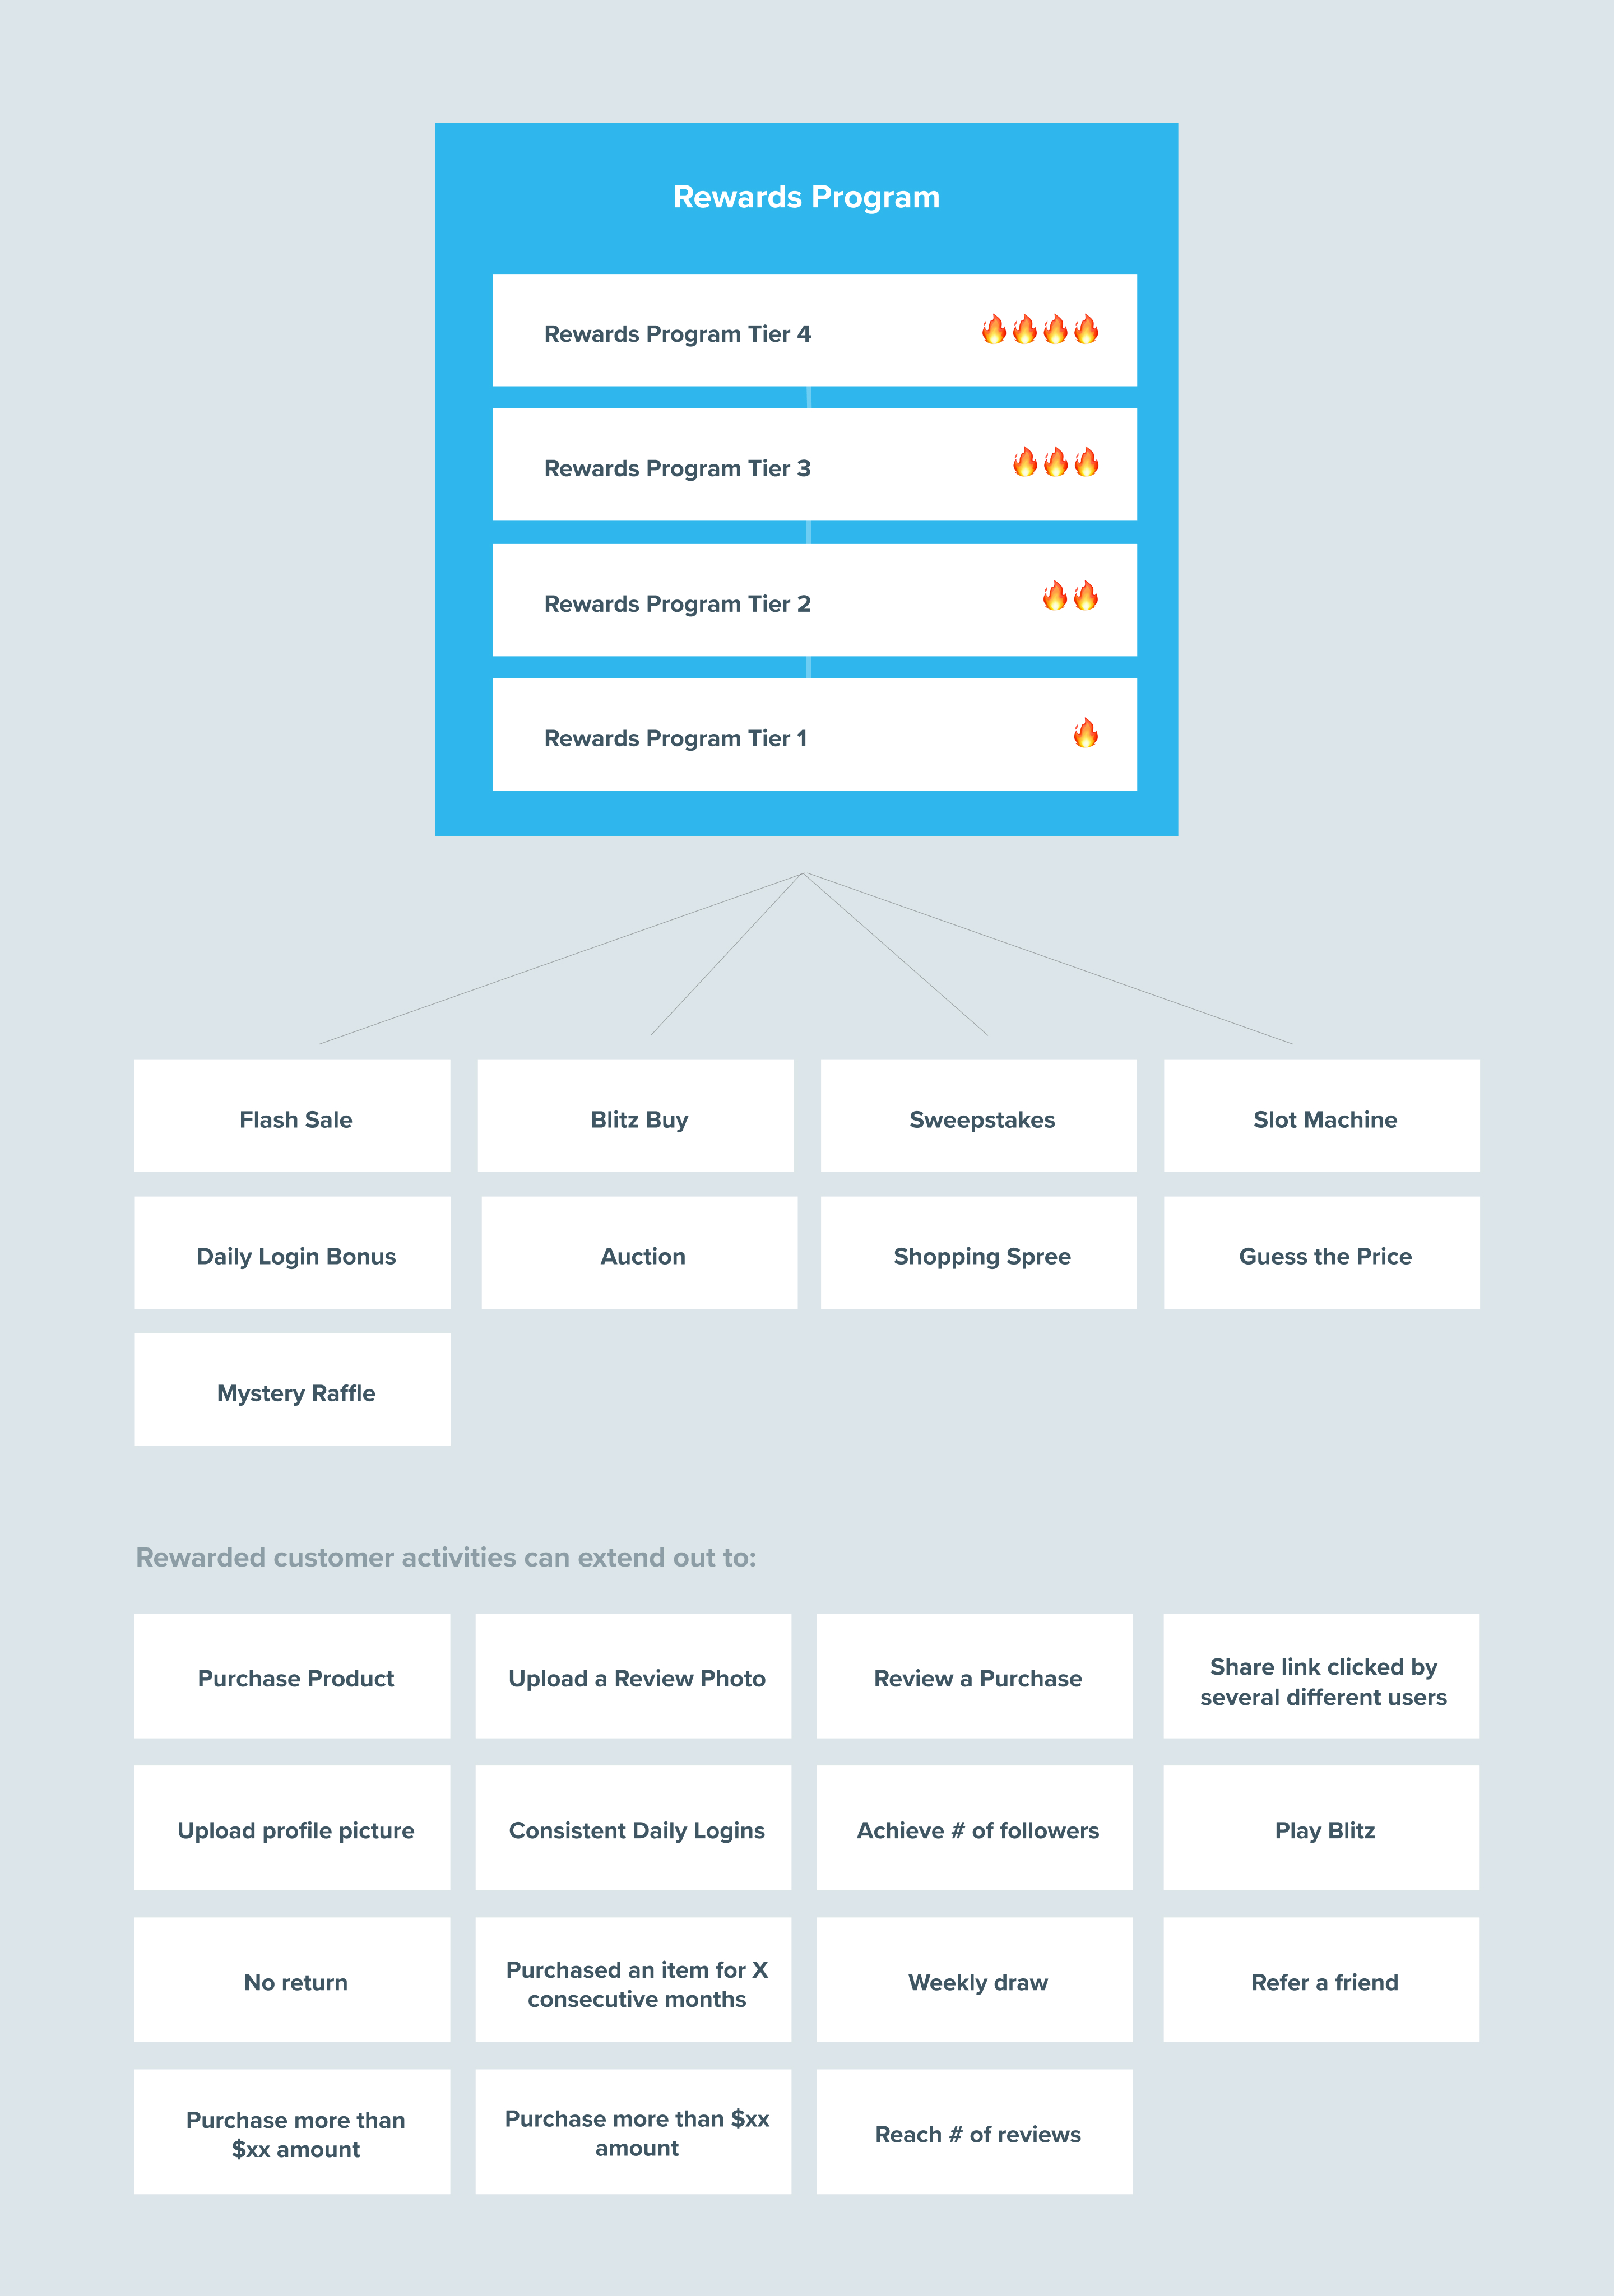 Rewards Program
Rewards Program Tier 4 🔥🔥🔥🔥
Rewards Program Tier 3 🔥🔥🔥
Rewards Program Tier 2 🔥🔥
Rewards Program Tier 1 🔥
Flash Sale
Blitz Buy
Sweepstakes
Slot Machine
Daily Login Bonus
Auction
Shopping Spree
Guess the Price
Mystery Raffle
Rewarded customer activities can extend out to:
Purchase Product
Upload a Review Photo
Review a Purchase
Share link clicked by
several different users
Upload profile picture
Consistent Daily Logins
Achieve # of followers
Play Blitz
No return
Purchased an item for X
consecutive months
Weekly draw
Refer a friend
Purchase more than
$xx amount
Purchase more than $xx
amount
Reach # of reviews